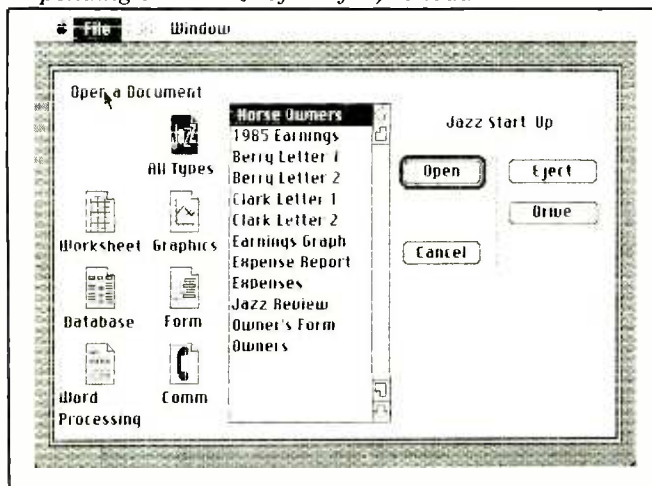 File Window
Open a Document
Jazz
All Types
Worksheet Graphics
Database Form
Word Processing
Comm
Horse Owners
1985 Earnings
Berry Letter 1
Berry Letter 2
Clark Letter 1
Clark Letter 2
Earnings Graph
Expense Report
Expenses
Jazz Review
Owner's Form
Owners
Jazz Start Up
Open Eject
Drive
Cancel